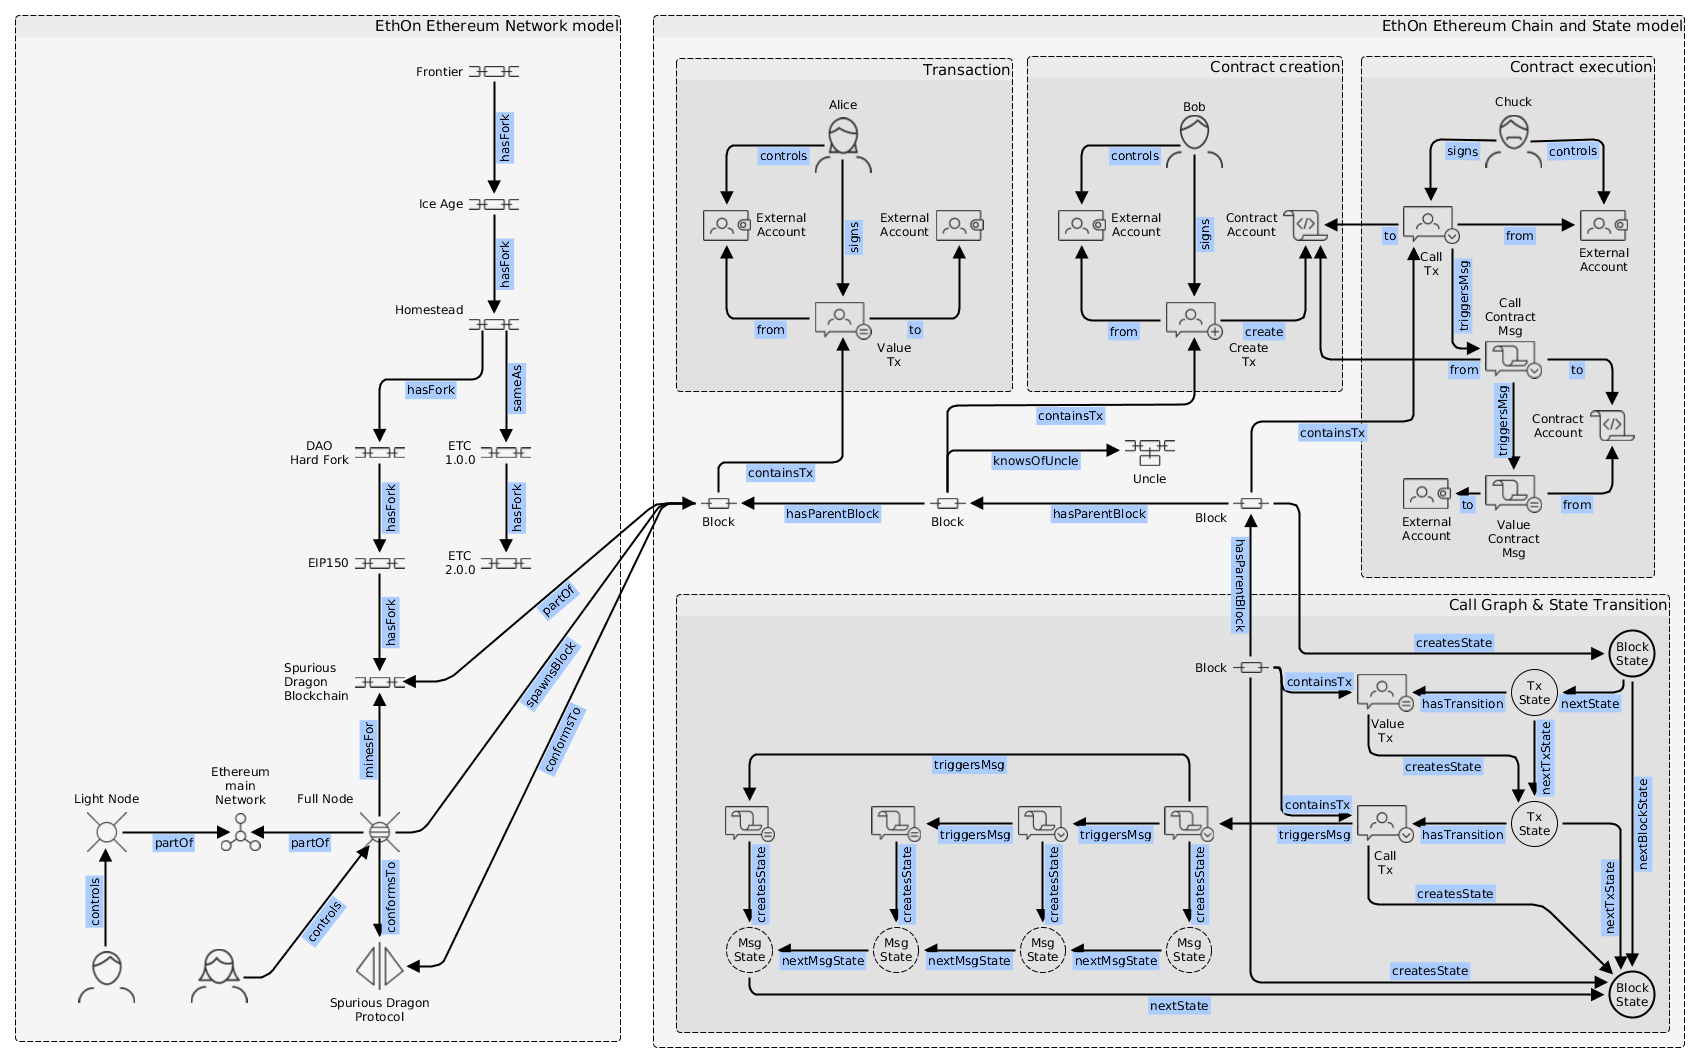 EthOn Ethereum Network model
Frontier
hasFork
Ice Age
hasFork
Homestead
hasFork
sameAs
DAO
Hard Fork
ETC
1.0.0
hasFork
hasFork
EIP150
ETC
2.0.0
hasFork
Spurious
Dragon
Blockchain
minesFor
Ethereum
main
Network
Light Node
Full Node
partOf
partOf
controls
controls
conformsTo
Spurious Dragon
Protocol
partOf
spawnsBlock
conformsTo
EthOn Ethereum Chain and State model
Transaction
Alice
controls
External
Account
signs
External
Account
from
to
Value
Tx
Contract creation
Bob
controls
External
Account
signs
Contract
Account
from
create
Create
Tx
Contract execution
Chuck
signs
controls
to
from
Call
Tx
External
Account
triggersMsg
Call
Contract
Msg
from
to
triggersMsg
Contract
Account
to
from
External
Account
Value
Contract
Msg
containsTx
containsTx
containsTx
knowsOfUncle
Uncle
Block
hasParentBlock
Block
hasParentBlock
Block
hasParentBlock
Call Graph & State Transition
createsState
Block
State
Block
containsTx
hasTransition
Tx
State
nextState
Value
Tx
createsState
nextTxState
nextBlockState
triggersMsg
containsTx
triggersMsg
triggersMsg
triggersMsg
hasTransition
Tx
State
Call
Tx
createsState
createsState
createsState
createsState
createsState
nextTxState
Msg
State
nextMsgState
Msg
State
nextMsgState
Msg
State
nextMsgState
Msg
State
createsState
nextState
Block
State